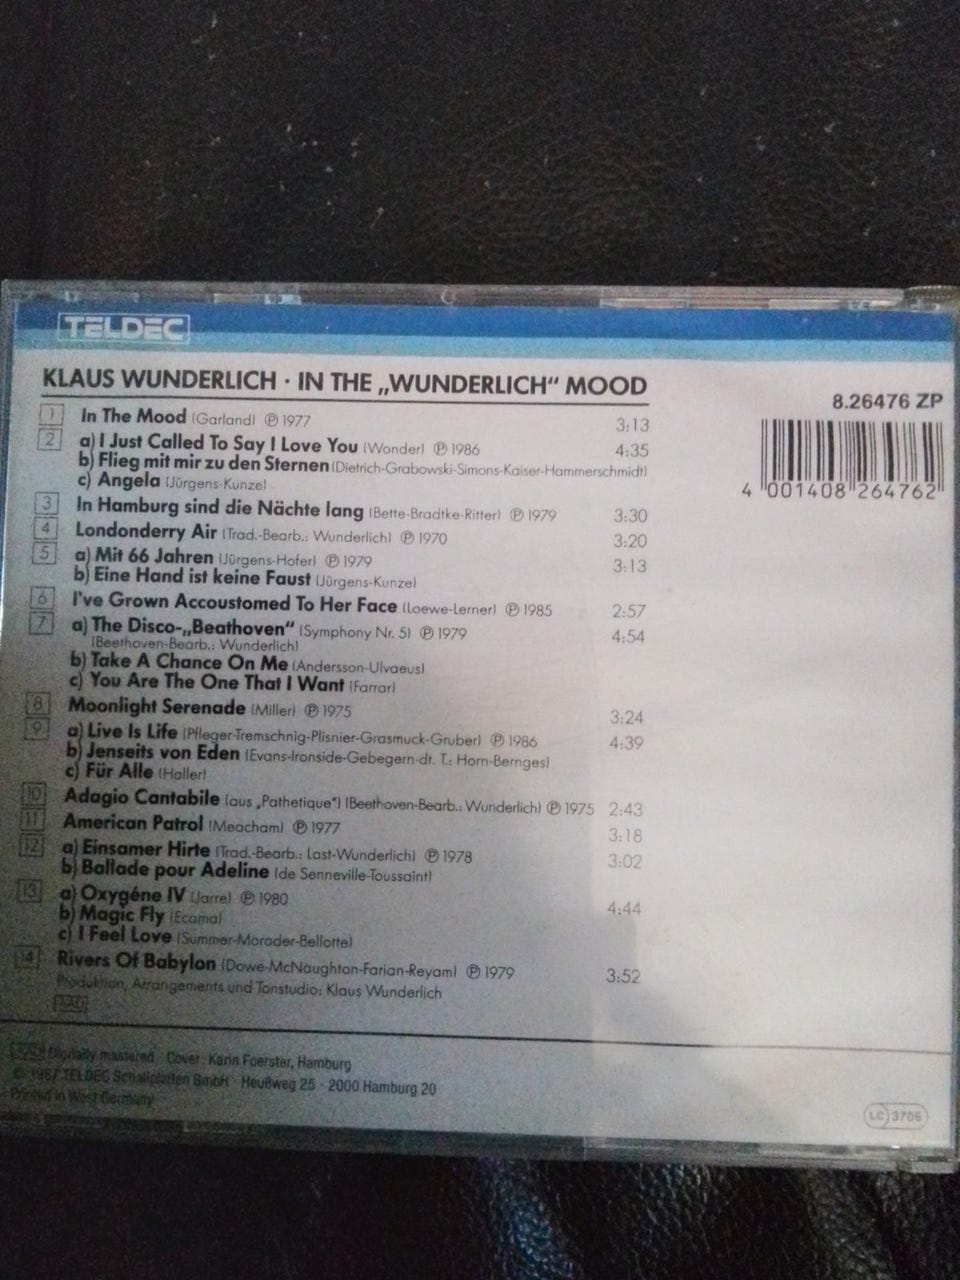 TELDEC
KLAUS WUNDERLICH · IN THE „WUNDERLICH“ MOOD
8.26476 ZP
4 001408 264762
1 In The Mood (Garland) ℗ 1977 3:13
2 a) I Just Called To Say I Love You (Wonder) ℗ 1986 4:35
b) Flieg mit mir zu den Sternen (Dietrich-Grabowski-Simons-Kaiser-Hammerschmidt)
c) Angela (Jürgens-Kunze)
3 In Hamburg sind die Nächte lang (Bette-Bradtke-Ritter) ℗ 1979 3:30
4 Londonderry Air (Trad.-Bearb.: Wunderlich) ℗ 1970 3:20
5 a) Mit 66 Jahren (Jürgens-Hofer) ℗ 1979 3:13
b) Eine Hand ist keine Faust (Jürgens-Kunze)
6 I've Grown Accoustomed To Her Face (Loewe-Lerner) ℗ 1985 2:57
7 a) The Disco-„Beathoven“ (Symphony Nr. 5) ℗ 1979 4:54
(Beethoven-Bearb.: Wunderlich)
b) Take A Chance On Me (Andersson-Ulvaeus)
c) You Are The One That I Want (Farrar)
8 Moonlight Serenade (Miller) ℗ 1975 3:24
9 a) Live Is Life (Pfleger-Tremschnig-Plisnier-Grasmuck-Gruber) ℗ 1986 4:39
b) Jenseits von Eden (Evans-Ironside-Gebegern-dt. T.: Horn-Bernges)
c) Für Alle (Holler)
10 Adagio Cantabile (aus „Pathetique“) (Beethoven-Bearb.: Wunderlich) ℗ 1975 2:43
11 American Patrol (Meacham) ℗ 1977 3:18
12 a) Einsamer Hirte (Trad.-Bearb.: Last-Wunderlich) ℗ 1978 3:02
b) Ballade pour Adeline (de Senneville-Toussaint)
13 a) Oxygéne IV (Jarre) ℗ 1980 4:44
b) Magic Fly (Ecama)
c) I Feel Love (Summer-Moroder-Bellotte)
14 Rivers Of Babylon (Dowe-McNaughton-Farian-Reyam) ℗ 1979 3:52
Produktion, Arrangements und Tonstudio: Klaus Wunderlich
AAD
Digitally mastered · Cover: Karin Foerster, Hamburg
© 1987 TELDEC Schallplatten GmbH · Heußweg 25 · 2000 Hamburg 20
Printed in West Germany
LC 3706